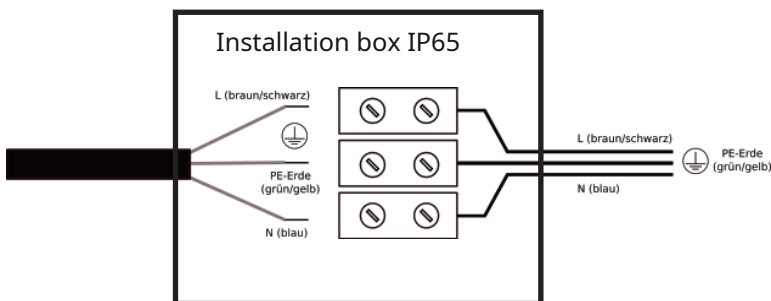 Installation box IP65
L (braun/schwarz)
PE-Erde
(grün/gelb)
N (blau)
L (braun/schwarz)
PE-Erde
(grün/gelb)
N (blau)